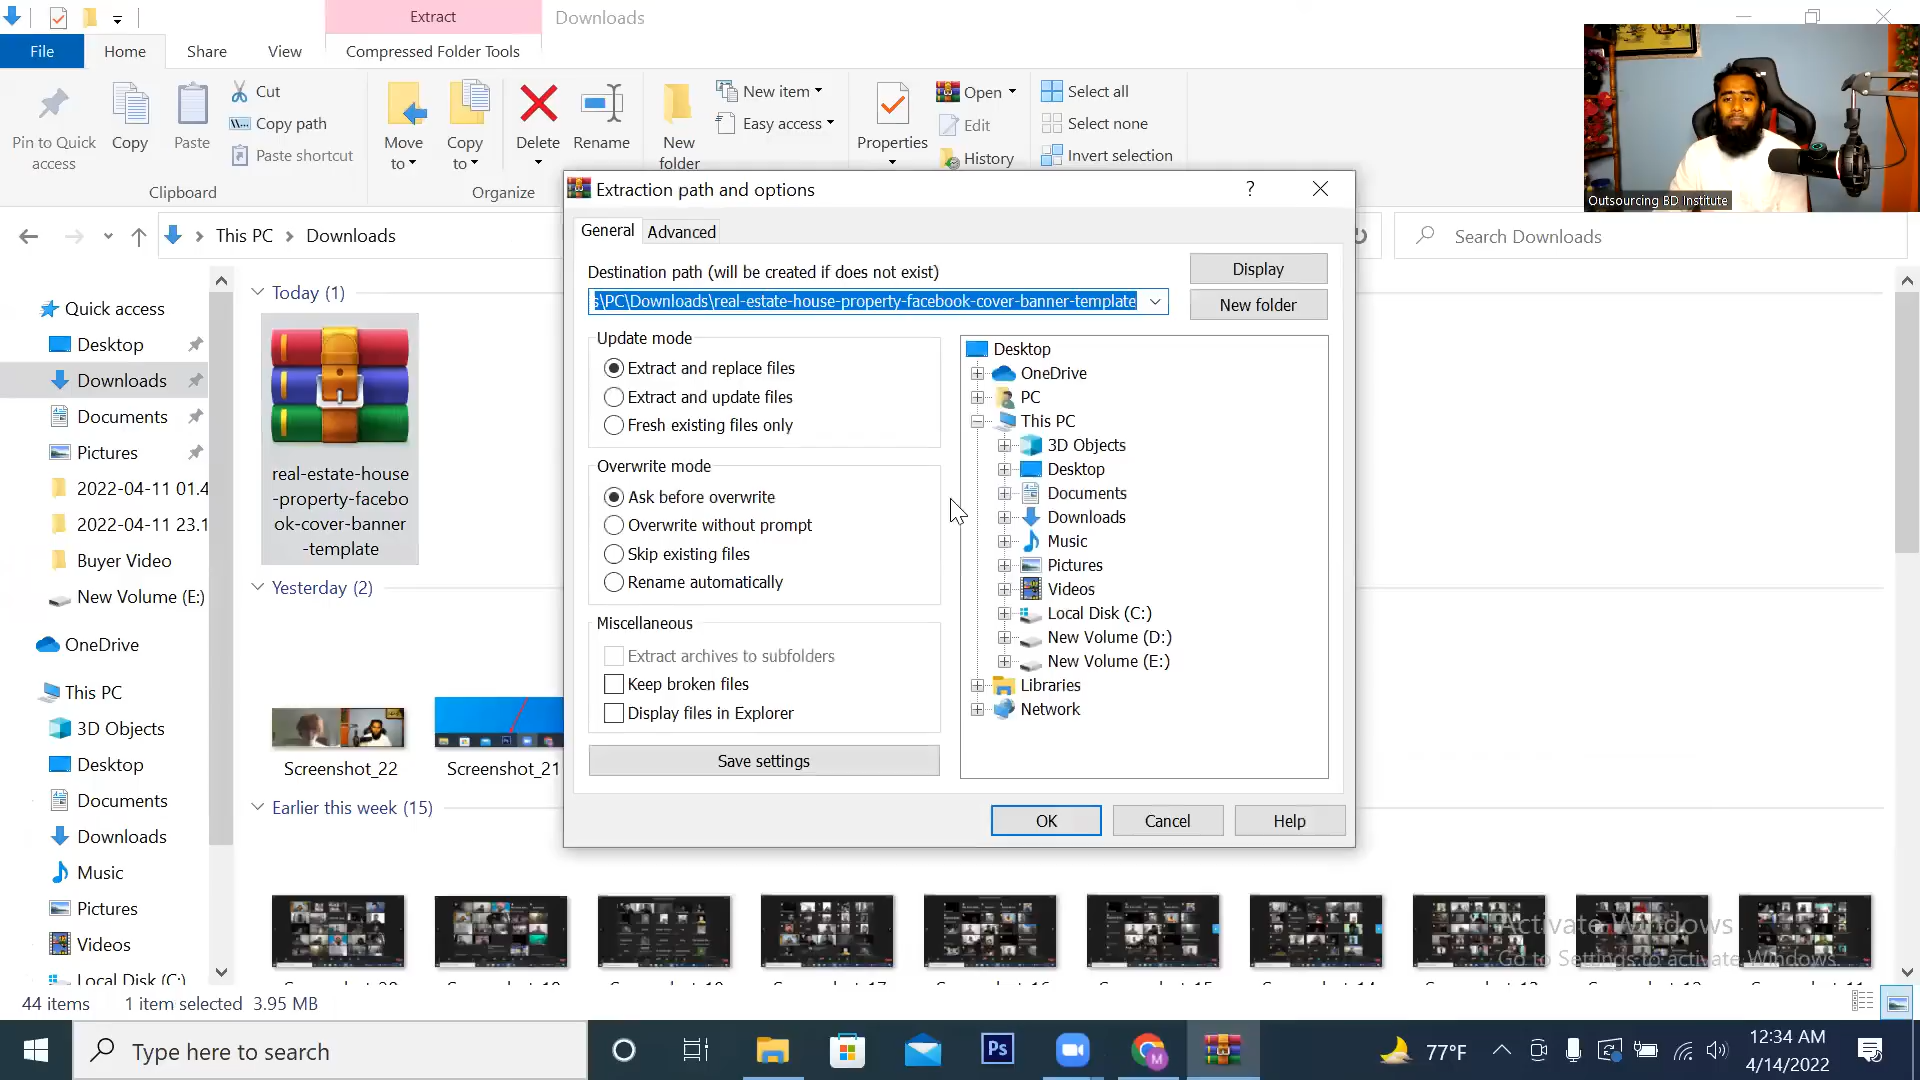 Extract
Downloads
File
Home
Share
View
Compressed Folder Tools
Pin to Quick
access
Copy
Paste
Cut
Copy path
Paste shortcut
Clipboard
Move
to
Copy
to
Delete
Rename
Organize
New
folder
New item
Easy access
Properties
Open
Edit
History
Select all
Select none
Invert selection
Outsourcing BD Institute
This PC
Downloads
Search Downloads
Quick access
Desktop
Downloads
Documents
Pictures
2022-04-11 01.4
2022-04-11 23.1
Buyer Video
New Volume (E:)
OneDrive
This PC
3D Objects
Desktop
Documents
Downloads
Music
Pictures
Videos
Local Disk (C:)
Today (1)
real-estate-house
-property-facebo
ok-cover-banner
-template
Yesterday (2)
Screenshot_22
Screenshot_21
Earlier this week (15)
Extraction path and options
?
General
Advanced
Destination path (will be created if does not exist)
s\PC\Downloads\real-estate-house-property-facebook-cover-banner-template
Display
New folder
Update mode
Extract and replace files
Extract and update files
Fresh existing files only
Overwrite mode
Ask before overwrite
Overwrite without prompt
Skip existing files
Rename automatically
Miscellaneous
Extract archives to subfolders
Keep broken files
Display files in Explorer
Save settings
Desktop
OneDrive
PC
This PC
3D Objects
Desktop
Documents
Downloads
Music
Pictures
Videos
Local Disk (C:)
New Volume (D:)
New Volume (E:)
Libraries
Network
OK
Cancel
Help
Activate Windows
Go to Settings to activate Windows.
44 items
1 item selected 3.95 MB
Type here to search
Ps
M
77°F
12:34 AM
4/14/2022